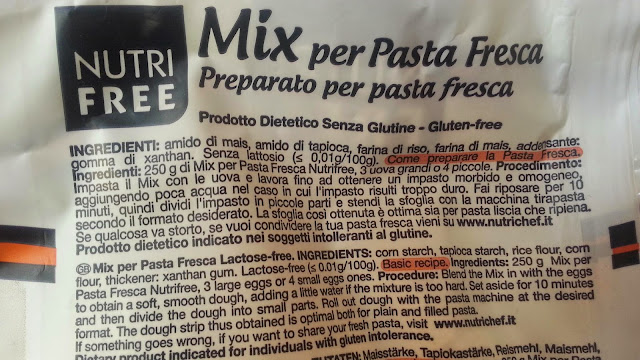 NUTRI
FREE
Mix per Pasta Fresca
Preparato per pasta fresca
Prodotto Dietetico Senza Glutine - Gluten-free
INGREDIENTI: amido di mais, amido di tapioca, farina di riso, farina di mais, addensante:
gomma di xanthan. Senza lattosio (≤ 0,01g/100g). Come preparare la Pasta Fresca.
Ingredienti: 250 g di Mix per Pasta Fresca Nutrifree, 3 uova grandi o 4 piccole. Procedimento:
Impasta il Mix con le uova e lavora fino ad ottenere un impasto morbido e omogeneo,
aggiungendo poca acqua nel caso in cui l'impasto risulti troppo duro. Fai riposare per 10
minuti, quindi dividi l'impasto in piccole parti e stendi la sfoglia con la macchina tirapasta
secondo il formato desiderato. La sfoglia così ottenuta è ottima sia per pasta liscia che ripiena.
Se qualcosa va storto, se vuoi condividere la tua pasta fresca vieni su www.nutrichef.it
Prodotto dietetico indicato nei soggetti intolleranti al glutine.
GB Mix per Pasta Fresca Lactose-free. INGREDIENTS: corn starch, tapioca starch, rice flour, corn
flour, thickener: xanthan gum. Lactose-free (≤ 0.01g/100g). Basic recipe. Ingredients: 250 g Mix per
Pasta Fresca Nutrifree, 3 large eggs or 4 small eggs ones. Procedure: Blend the Mix in with the eggs
to obtain a soft, smooth dough, adding a little water if the mixture is too hard. Set aside for 10 minutes
and then divide the dough into small parts. Roll out dough with the pasta machine at the desired
format. The dough strip thus obtained is optimal both for plain and filled pasta.
If something goes wrong, if you want to share your fresh pasta, visit www.nutrichef.it
Dietary product indicated for individuals with gluten intolerance.
ZUTATEN: Maisstärke, Tapiokastärke, Reismehl, Maismehl,